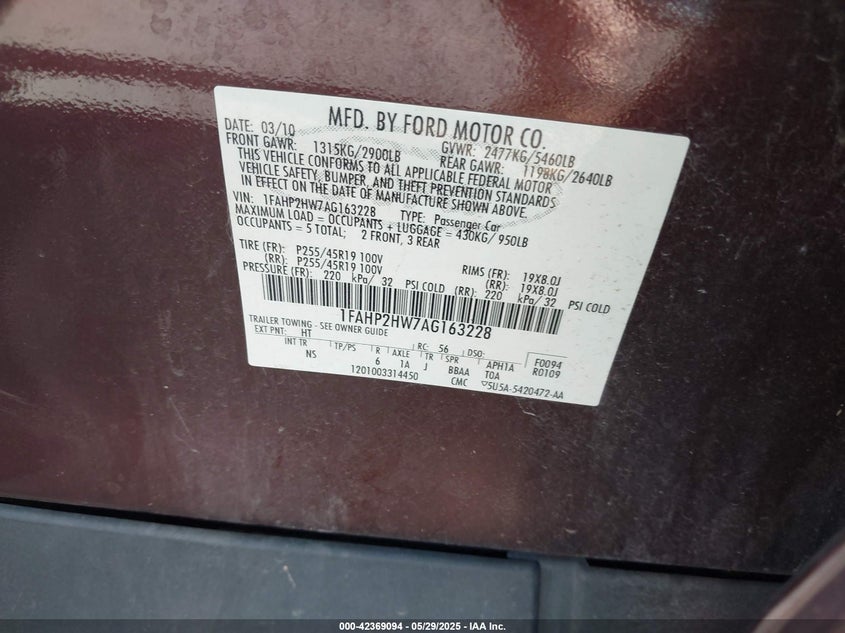 MFD. BY FORD MOTOR CO.
DATE: 03/10 GVWR: 2477KG/5460LB
FRONT GAWR: 1315KG/2900LB REAR GAWR: 1198KG/2640LB
THIS VEHICLE CONFORMS TO ALL APPLICABLE FEDERAL MOTOR
VEHICLE SAFETY, BUMPER, AND THEFT PREVENTION STANDARDS
IN EFFECT ON THE DATE OF MANUFACTURE SHOWN ABOVE.
VIN: 1FAHP2HW7AG163228 TYPE: Passenger Car
MAXIMUM LOAD = OCCUPANTS + LUGGAGE = 430KG/950LB
OCCUPANTS = 5 TOTAL; 2 FRONT, 3 REAR
TIRE (FR): P255/45R19 100V RIMS (FR): 19X8.0J
(RR): P255/45R19 100V (RR): 19X8.0J
PRESSURE (FR): 220 kPa/ 32 PSI COLD (RR): 220 kPa/ 32 PSI COLD
1FAHP2HW7AG163228
TRAILER TOWING - SEE OWNER GUIDE
EXT PNT: HT RC: 56 DSO: F0094
INT TR TP/PS R AXLE TR SPR APH1A R0109
NS 6 1A J BBAA TOA
1201003314450 CMC 5U5A-5420472-AA
000-42369094 - 05/29/2025 - IAA Inc.